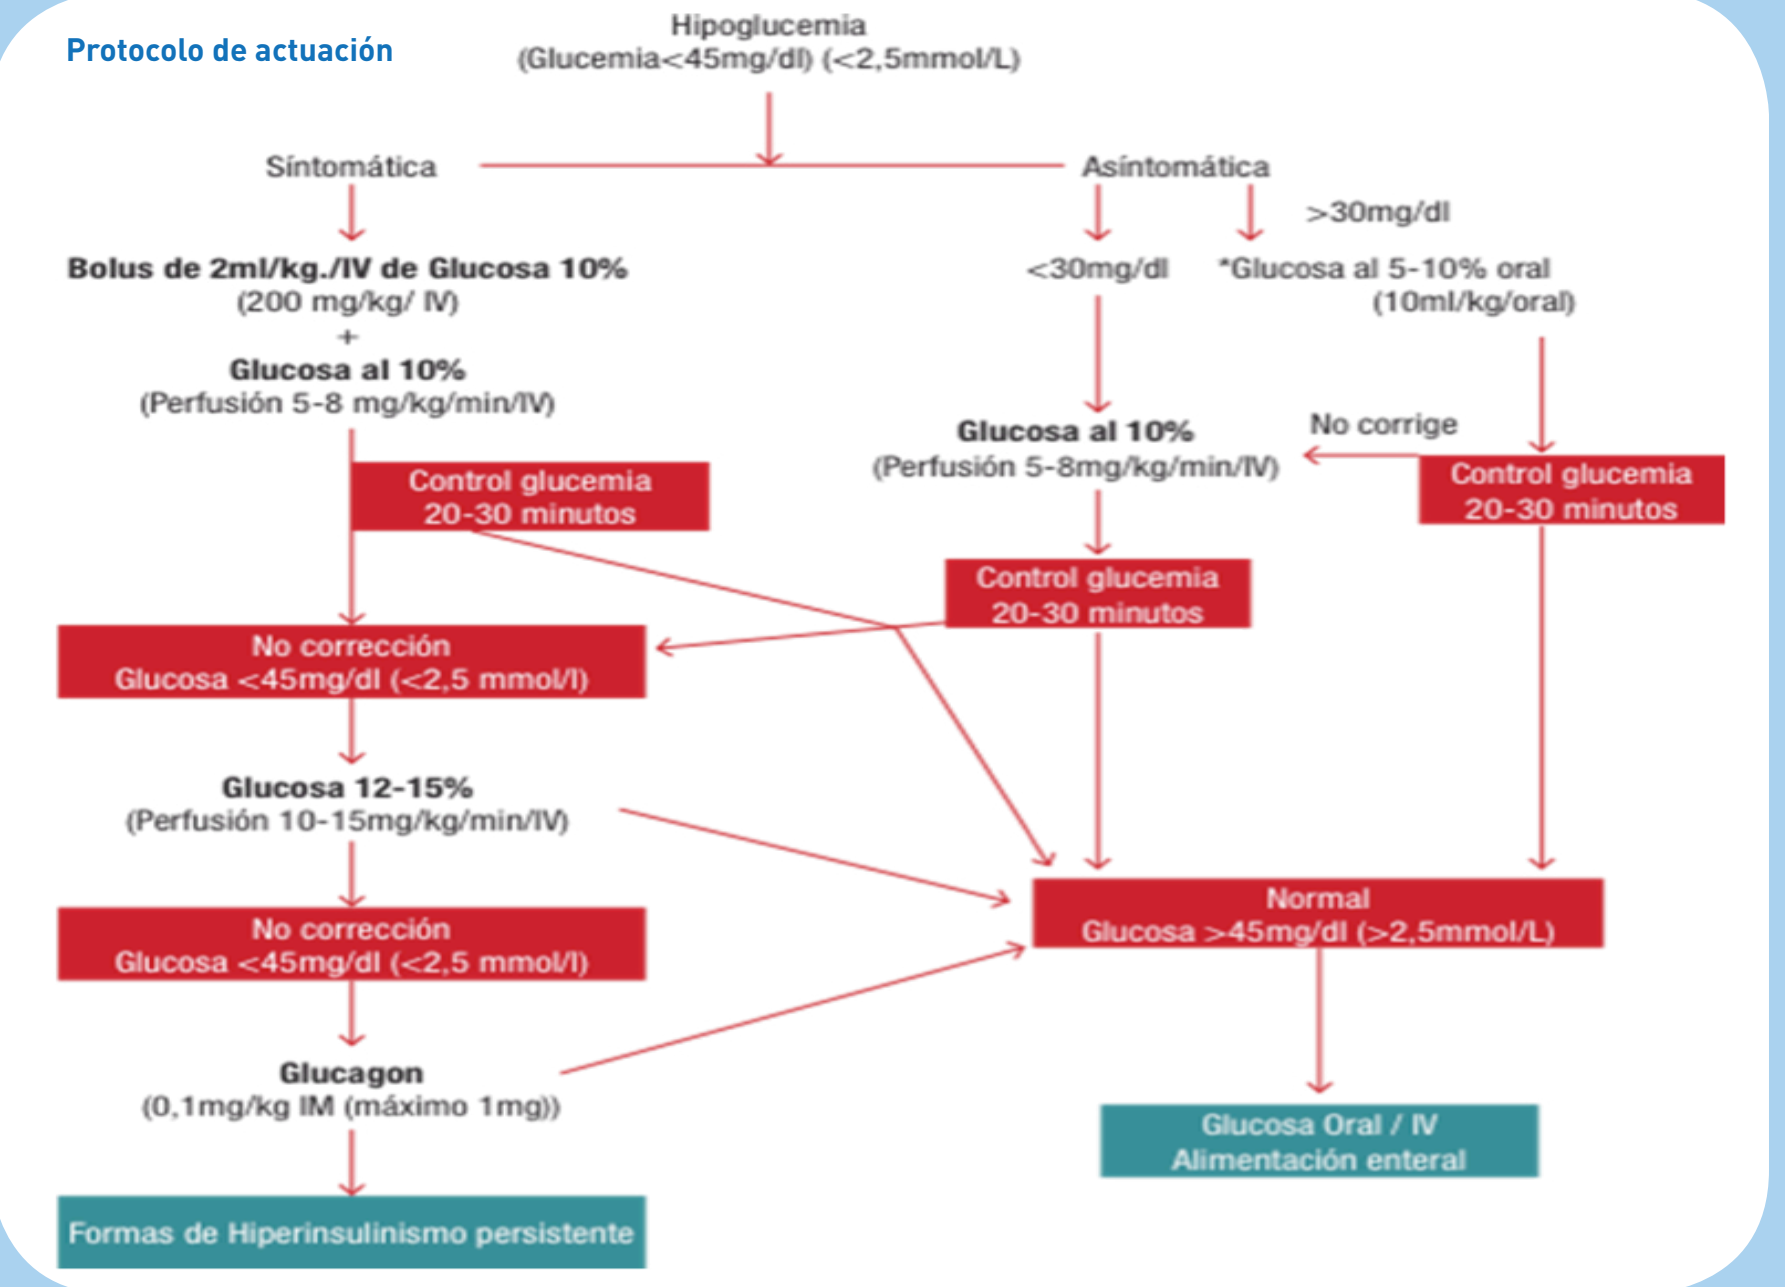 Protocolo de actuación
Hipoglucemia
(Glucemia<45mg/dl) (<2,5mmol/L)
Síntomática
Asíntomática
>30mg/dl
Bolus de 2ml/kg./IV de Glucosa 10%
(200 mg/kg/ IV)
+
Glucosa al 10%
(Perfusión 5-8 mg/kg/min/IV)
<30mg/dl
*Glucosa al 5-10% oral
(10ml/kg/oral)
Glucosa al 10%
(Perfusión 5-8mg/kg/min/IV)
No corrige
Control glucemia
20-30 minutos
Control glucemia
20-30 minutos
Control glucemia
20-30 minutos
No corrección
Glucosa <45mg/dl (<2,5 mmol/l)
Glucosa 12-15%
(Perfusión 10-15mg/kg/min/IV)
No corrección
Glucosa <45mg/dl (<2,5 mmol/l)
Normal
Glucosa >45mg/dl (>2,5mmol/L)
Glucagon
(0,1mg/kg IM (máximo 1mg))
Glucosa Oral / IV
Alimentación enteral
Formas de Hiperinsulinismo persistente